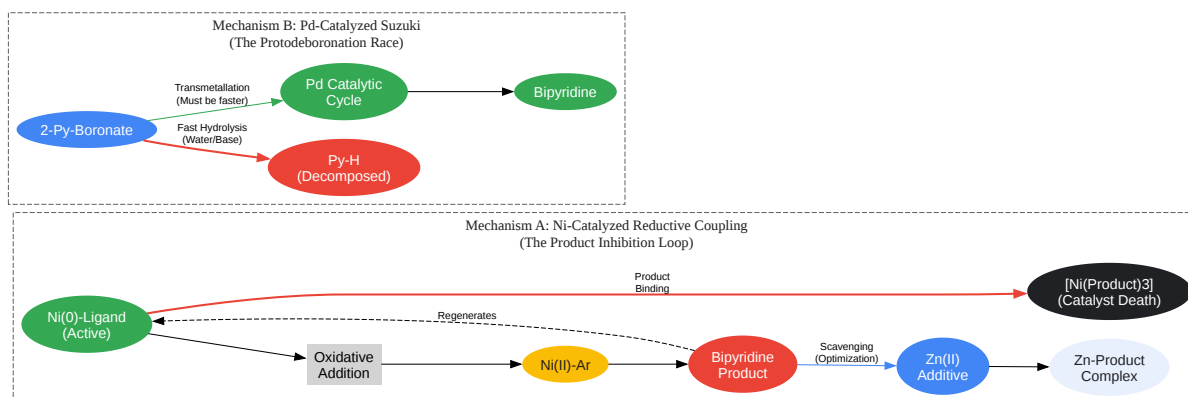 Mechanism B: Pd-Catalyzed Suzuki
(The Protodeboronation Race)
2-Py-Boronate
Transmetallation
(Must be faster)
Pd Catalytic
Cycle
Bipyridine
Fast Hydrolysis
(Water/Base)
Py-H
(Decomposed)
Mechanism A: Ni-Catalyzed Reductive Coupling
(The Product Inhibition Loop)
Ni(0)-Ligand
(Active)
Product
Binding
[Ni(Product)3]
(Catalyst Death)
Regenerates
Oxidative
Addition
Ni(II)-Ar
Bipyridine
Product
Scavenging
(Optimization)
Zn(II)
Additive
Zn-Product
Complex